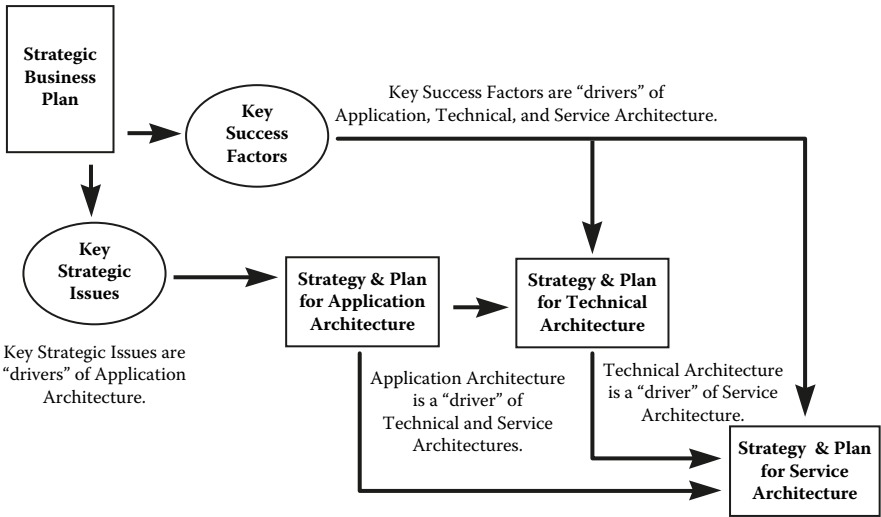 Strategic
Business
Plan
Key
Success
Factors
Key Success Factors are “drivers” of
Application, Technical, and Service Architecture.
Key
Strategic
Issues
Key Strategic Issues are
“drivers” of Application
Architecture.
Strategy & Plan
for Application
Architecture
Strategy & Plan
for Technical
Architecture
Application Architecture
is a “driver” of
Technical and Service
Architectures.
Technical Architecture
is a “driver” of Service
Architecture.
Strategy & Plan
for Service
Architecture